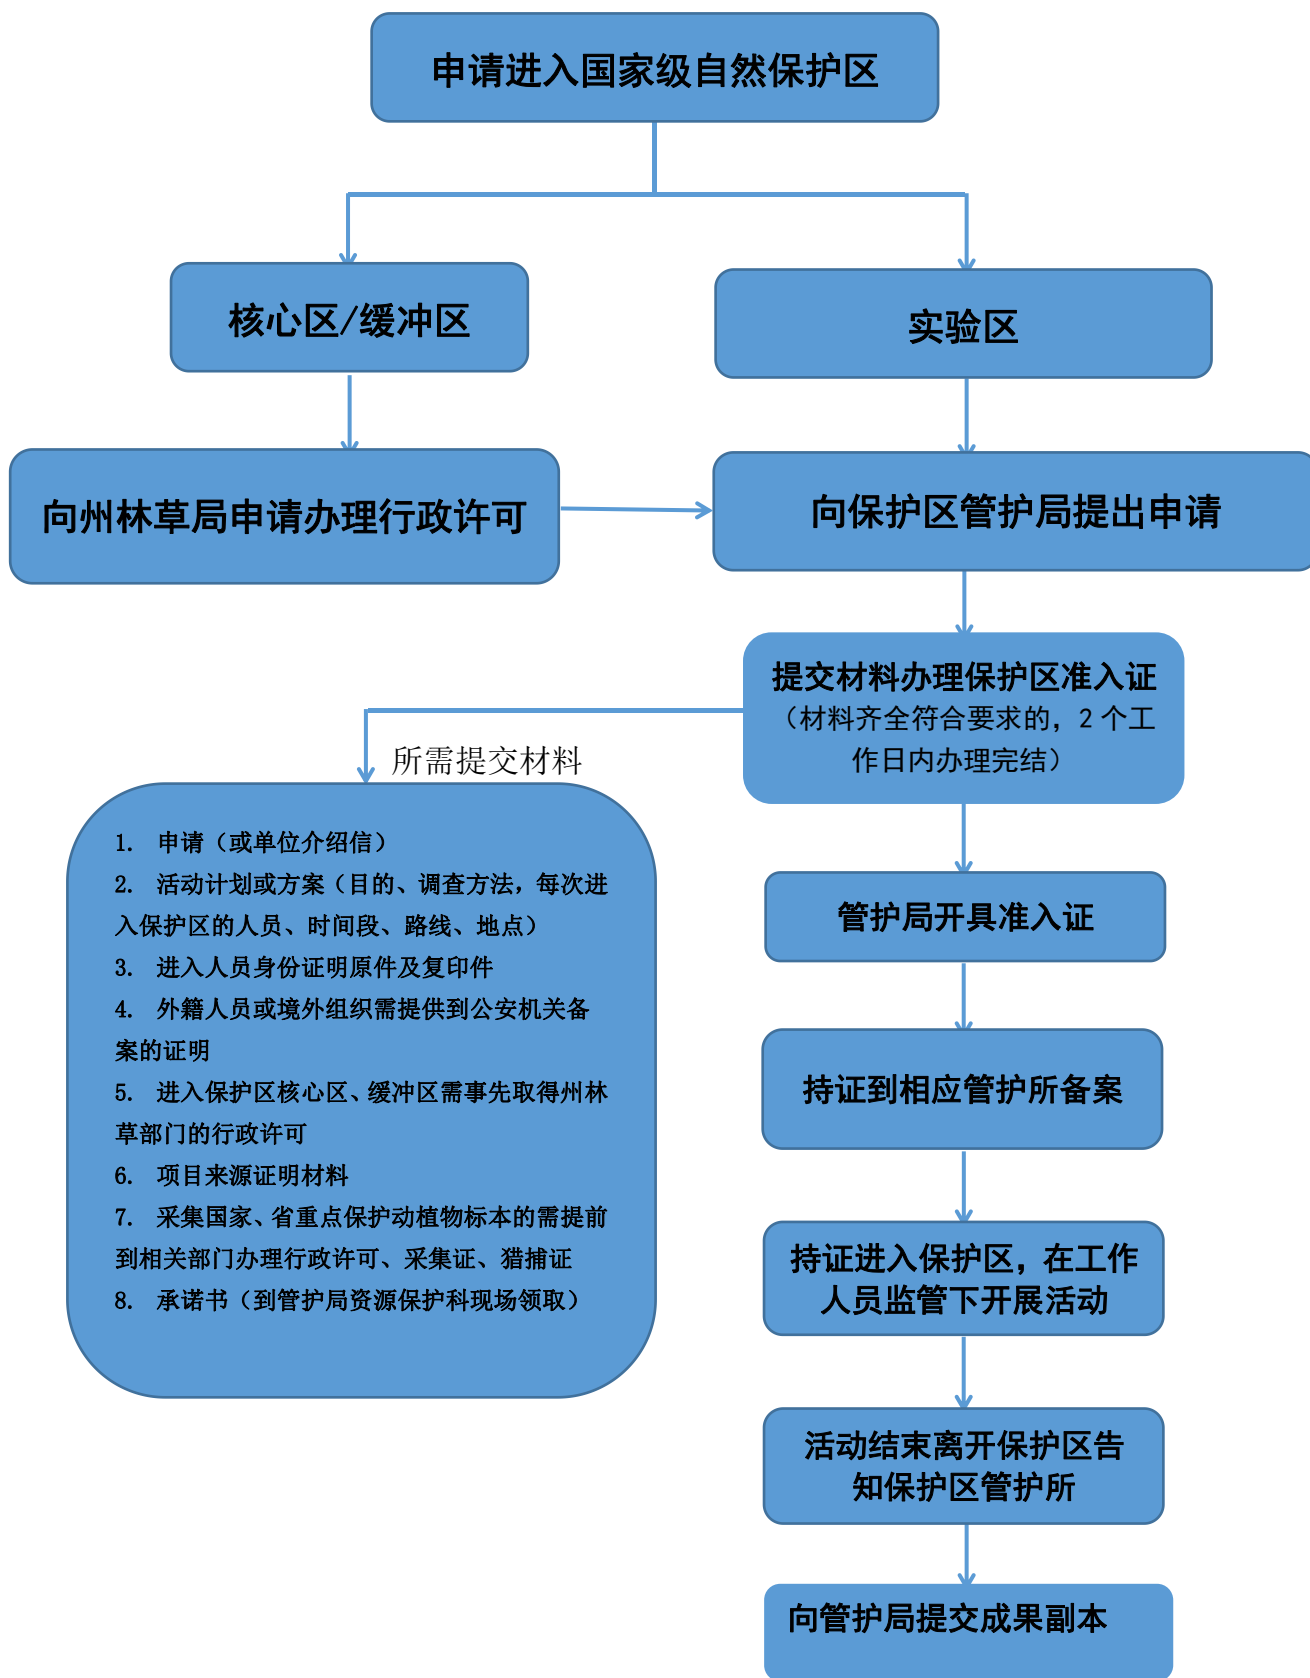 申请进入国家级自然保护区
核心区/缓冲区
实验区
向州林草局申请办理行政许可
向保护区管护局提出申请
提交材料办理保护区准入证
（材料齐全符合要求的，2个工
作日内办理完结）
所需提交材料
1. 申请（或单位介绍信）
2. 活动计划或方案（目的、调查方法，每次进
入保护区的人员、时间段、路线、地点）
3. 进入人员身份证明原件及复印件
4. 外籍人员或境外组织需提供到公安机关备
案的证明
5. 进入保护区核心区、缓冲区需事先取得州林
草部门的行政许可
6. 项目来源证明材料
7. 采集国家、省重点保护动植物标本的需提前
到相关部门办理行政许可、采集证、猎捕证
8. 承诺书（到管护局资源保护科现场领取）
管护局开具准入证
持证到相应管护所备案
持证进入保护区，在工作
人员监管下开展活动
活动结束离开保护区告
知保护区管护所
向管护局提交成果副本